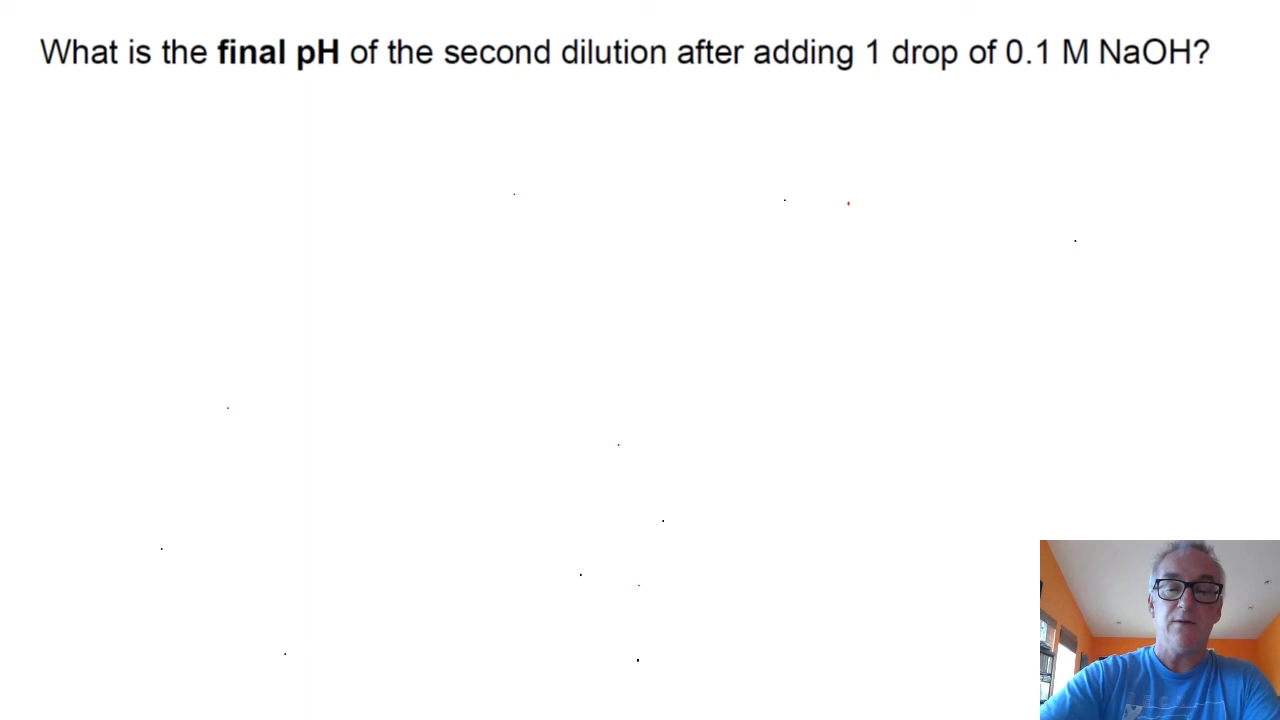 What is the final pH of the second dilution after adding 1 drop of 0.1 M NaOH?